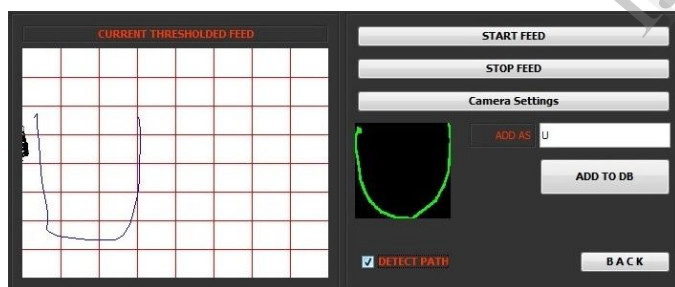 CURRENT THRESHOLDED FEED
START FEED
STOP FEED
Camera Settings
ADD AS U
ADD TO DB
DETECT PATH
BACK